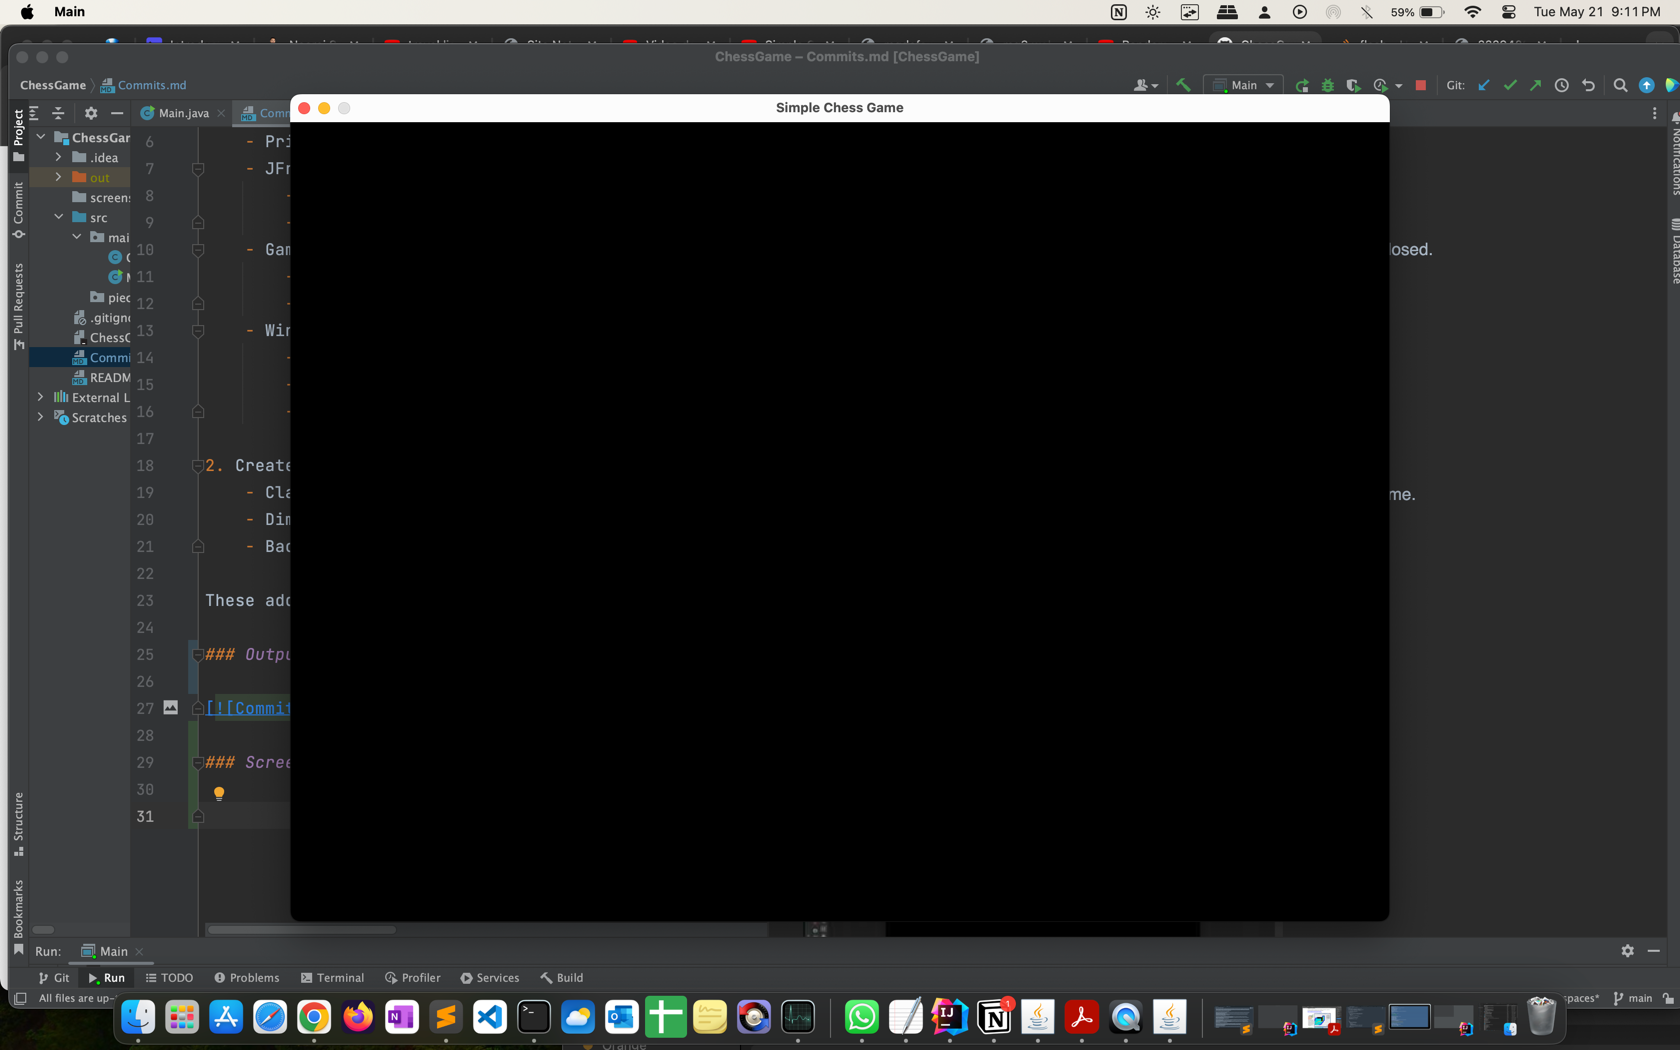 Main
59%
Tue May 21 9:11 PM
ChessGame – Commits.md [ChessGame]
ChessGame
Commits.md
Main
Git:
Main.java
Simple Chess Game
Project
Commit
Pull Requests
Structure
Bookmarks
Notifications
Database
ChessGar
.idea
out
screens
src
mai
piec
.gitign
ChessG
Commi
READM
External L
Scratches
6 - Pri
7 - JFr
8 -
9 -
10 - Gam
11 -
12 -
13 - Win
14 -
15 -
16 -
17
18 2. Create
19 - Cla
20 - Dim
21 - Bac
22
23 These add
24
25 ### Outpu
26
27 [![Commit
28
29 ### Scree
30
31
losed.
me.
Run: Main
Git
Run
TODO
Problems
Terminal
Profiler
Services
Build
All files are up-
spaces*
main
1
Orange